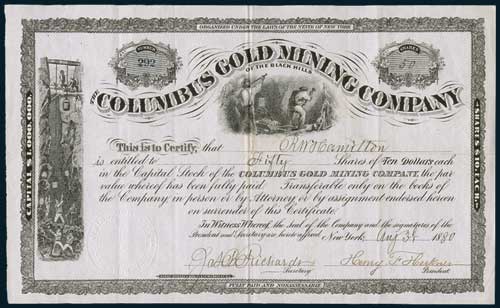 ORGANIZED UNDER THE LAWS OF THE STATE OF NEW YORK
NUMBER
292
SHARES
50
THE COLUMBUS GOLD MINING COMPANY
OF THE BLACK HILLS
CAPITAL $1,000,000.
SHARES $10. EACH.
This is to Certify, that R W Hamilton
is entitled to Fifty Shares of Ten Dollars each
in the Capital Stock of the COLUMBUS GOLD MINING COMPANY, the par
value whereof has been fully paid Transferable only on the books of
the Company in person or by Attorney or by assignment endorsed hereon
on surrender of this Certificate.
In Witness Whereof, the Seal of the Company and the signatures of the
President and Secretary are hereto affixed New York, Aug 1880
Richards
Secretary
Henry F
President
FULLY PAID AND NONASSESSABLE